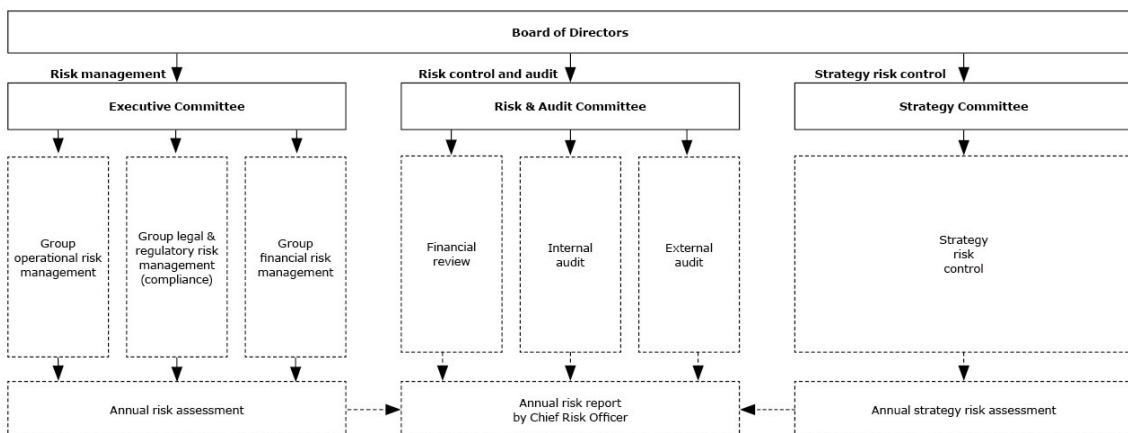 Board of Directors
Risk management
Risk control and audit
Strategy risk control
Executive Committee
Risk & Audit Committee
Strategy Committee
Group
operational risk
management
Group legal &
regulatory risk
management
(compliance)
Group
financial risk
management
Financial
review
Internal
audit
External
audit
Strategy
risk
control
Annual risk assessment
Annual risk report
by Chief Risk Officer
Annual strategy risk assessment